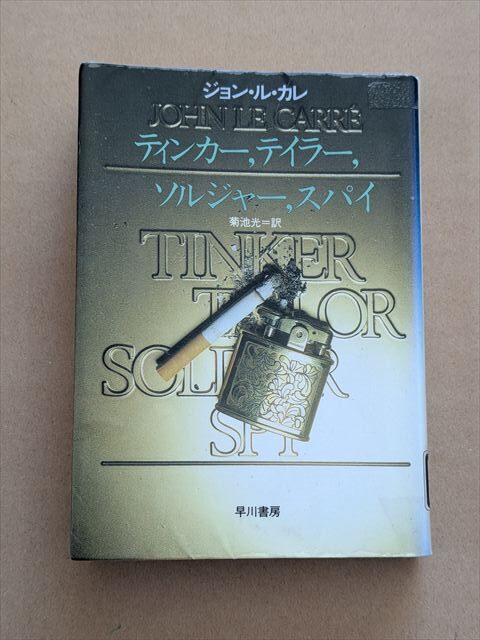 ジョン・ル・カレ
JOHN LE CARRÉ
ティンカー,テイラー,
ソルジャー,スパイ
菊池光=訳
TINKER
TAILOR
SOLDIER
SPY
早川書房